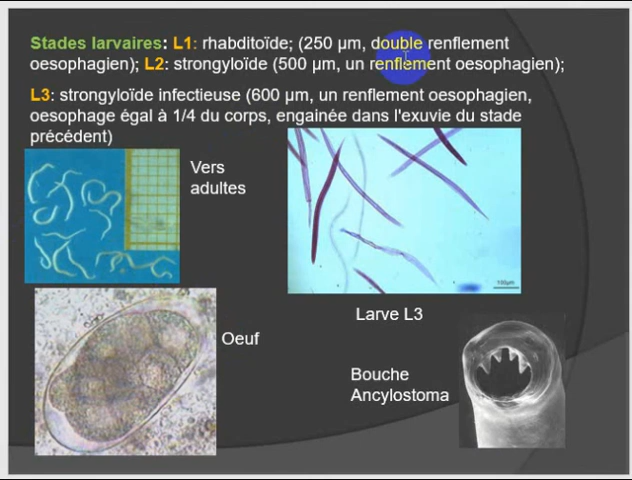 Stades larvaires: L1: rhabditoïde; (250 µm, double renflement
oesophagien); L2: strongyloïde (500 µm, un renflement oesophagien);
L3: strongyloïde infectieuse (600 µm, un renflement oesophagien,
oesophage égal à 1/4 du corps, engainée dans l'exuvie du stade
précédent)
Vers
adultes
100µm
Larve L3
Oeuf
Bouche
Ancylostoma